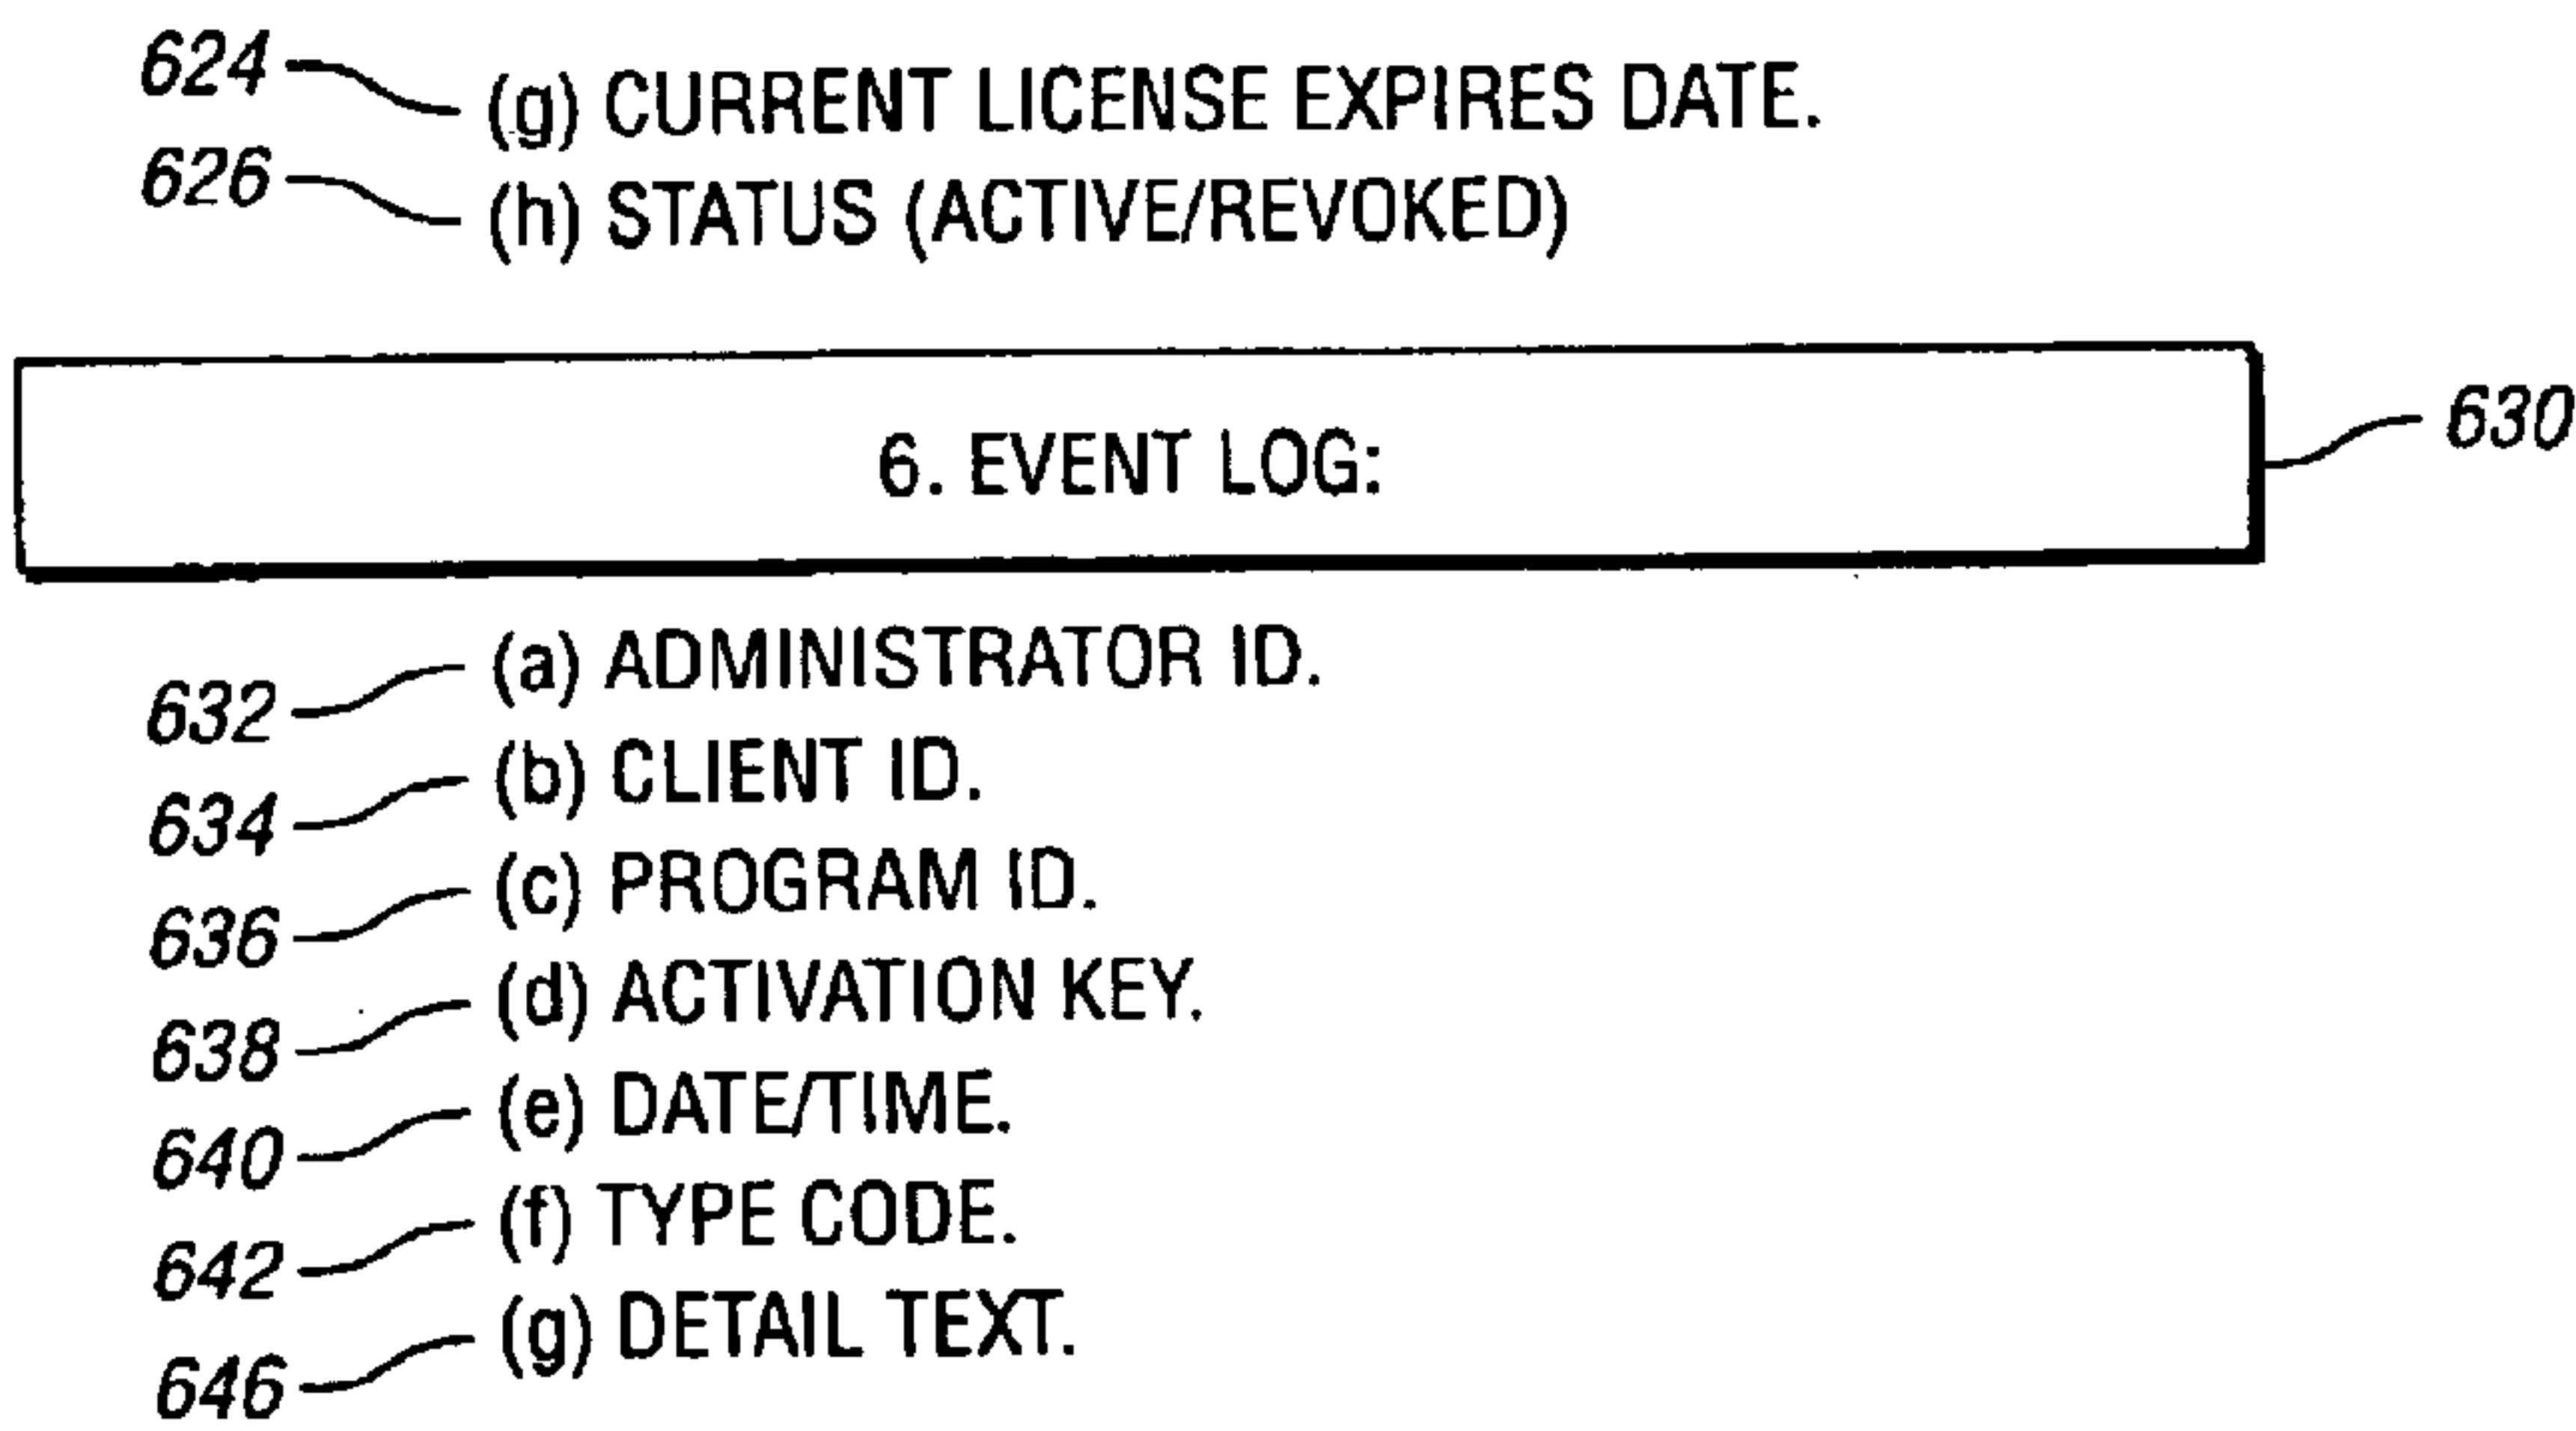 624 (g) CURRENT LICENSE EXPIRES DATE.
626 (h) STATUS (ACTIVE/REVOKED)
6. EVENT LOG: 630
632 (a) ADMINISTRATOR ID.
634 (b) CLIENT ID.
636 (c) PROGRAM ID.
638 (d) ACTIVATION KEY.
640 (e) DATE/TIME.
642 (f) TYPE CODE.
646 (g) DETAIL TEXT.